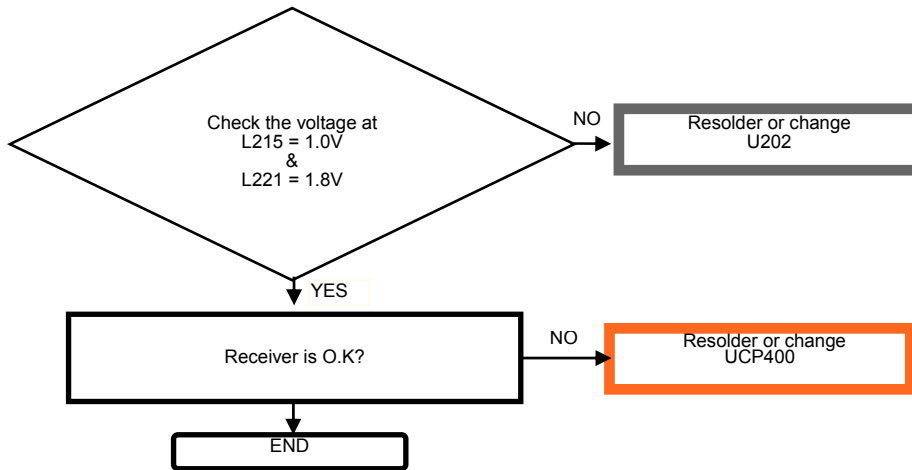 Check the voltage at
L215 = 1.0V
&
L221 = 1.8V
NO
Resolder or change
U202
YES
Receiver is O.K?
NO
Resolder or change
UCP400
END